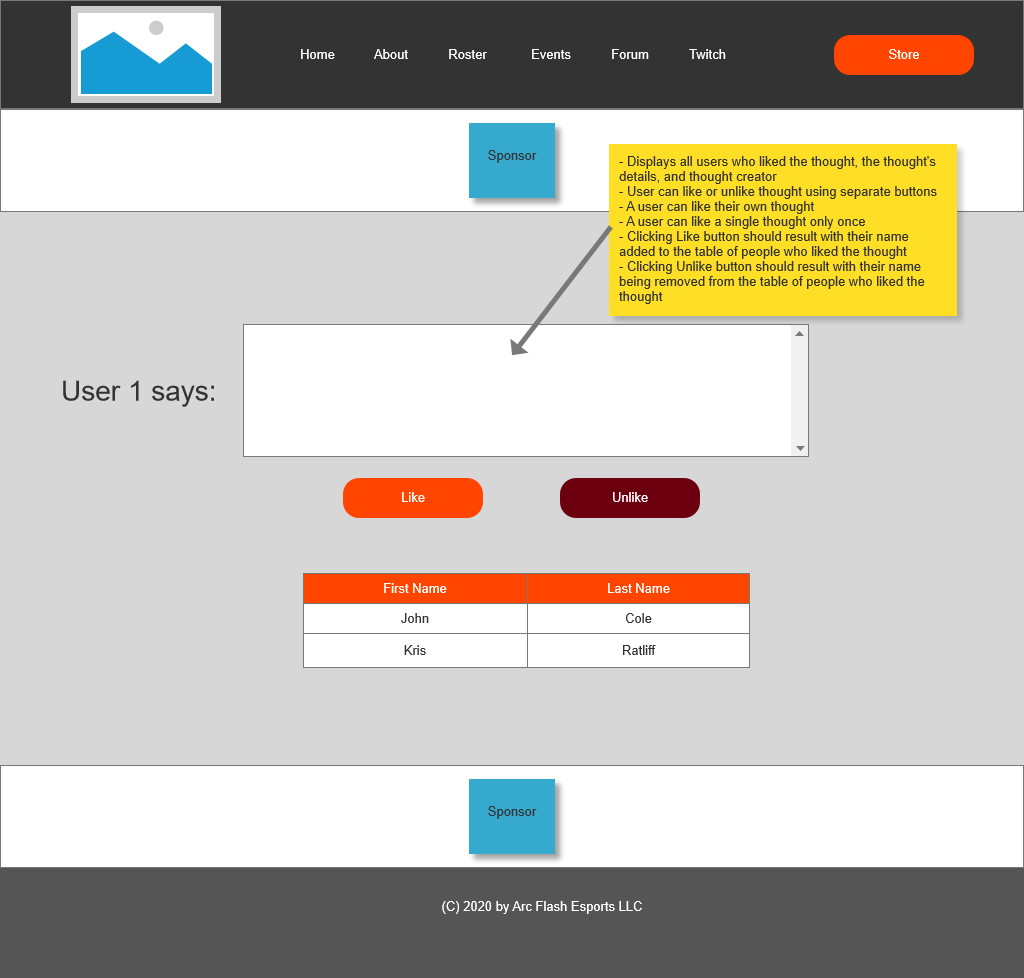 Home About Roster Events Forum Twitch Store
Sponsor
- Displays all users who liked the thought, the thought's
details, and thought creator
- User can like or unlike thought using separate buttons
- A user can like their own thought
- A user can like a single thought only once
- Clicking Like button should result with their name
added to the table of people who liked the thought
- Clicking Unlike button should result with their name
being removed from the table of people who liked the
thought
User 1 says:
Like Unlike
First Name Last Name
John Cole
Kris Ratliff
Sponsor
(C) 2020 by Arc Flash Esports LLC